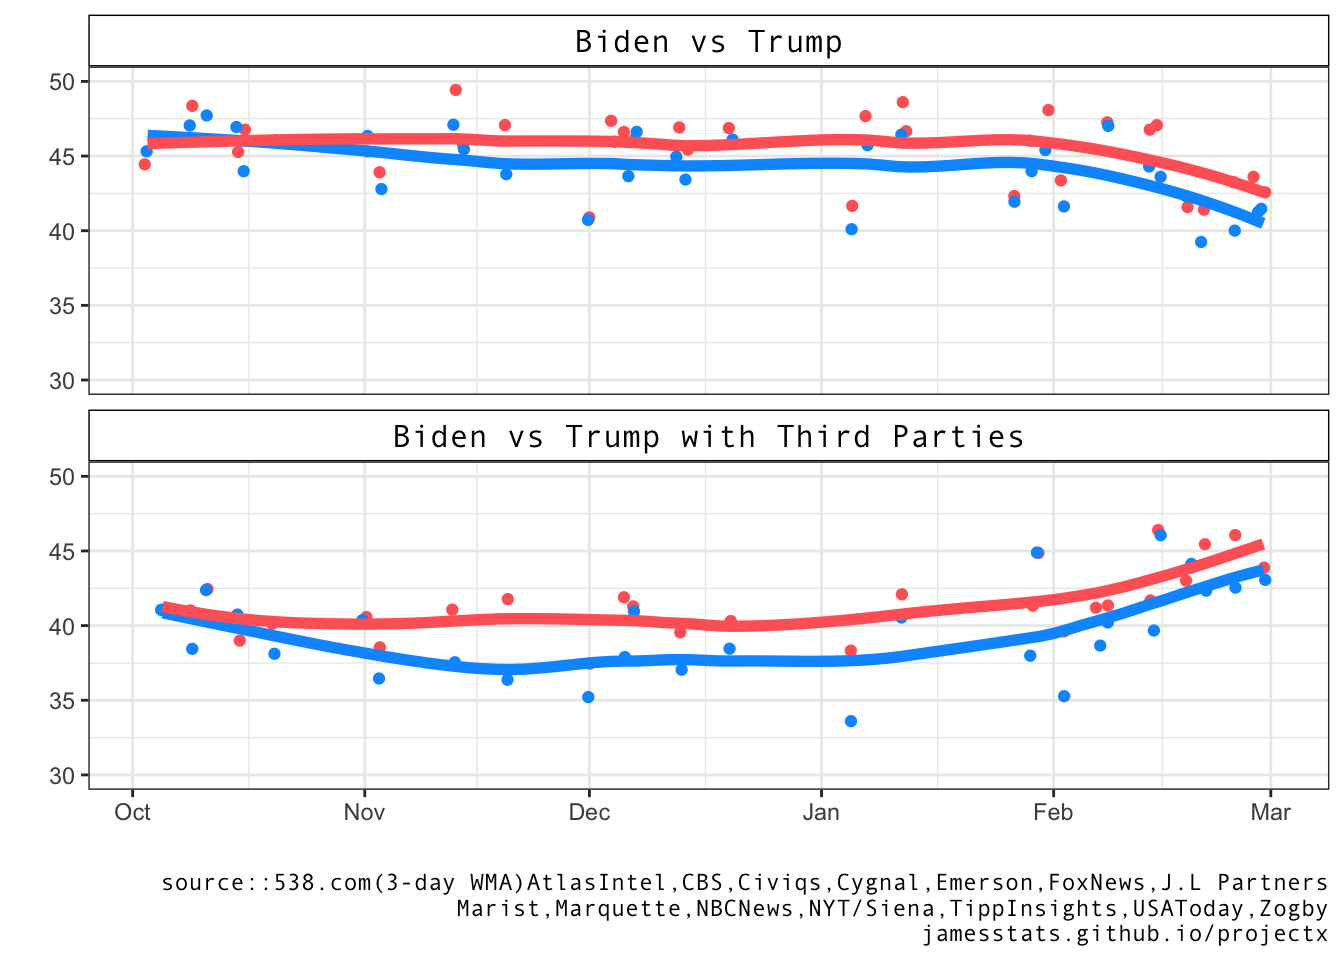 Biden vs Trump
50
45
40
35
30
Biden vs Trump with Third Parties
50
45
40
35
30
Oct Nov Dec Jan Feb Mar
source::538.com(3-day WMA)AtlasIntel,CBS,Civiqs,Cygnal,Emerson,FoxNews,J.L Partners
Marist,Marquette,NBCNews,NYT/Siena,TippInsights,USAToday,Zogby
jamesstats.github.io/projectx